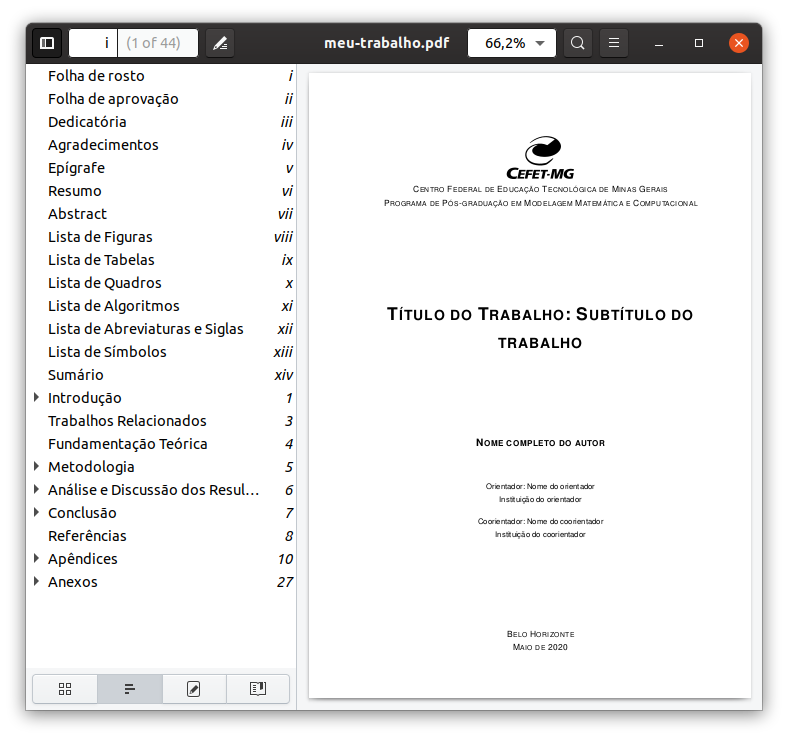 i (1 of 44) meu-trabalho.pdf 66,2%
Folha de rosto i
Folha de aprovação ii
Dedicatória iii
Agradecimentos iv
Epígrafe v
Resumo vi
Abstract vii
Lista de Figuras viii
Lista de Tabelas ix
Lista de Quadros x
Lista de Algoritmos xi
Lista de Abreviaturas e Siglas xii
Lista de Símbolos xiii
Sumário xiv
Introdução 1
Trabalhos Relacionados 3
Fundamentação Teórica 4
Metodologia 5
Análise e Discussão dos Resul... 6
Conclusão 7
Referências 8
Apêndices 10
Anexos 27
CEFET-MG
Centro Federal de Educação Tecnológica de Minas Gerais
Programa de Pós-graduação em Modelagem Matemática e Computacional
Título do Trabalho: Subtítulo do
trabalho
Nome completo do autor
Orientador: Nome do orientador
Instituição do orientador
Coorientador: Nome do coorientador
Instituição do coorientador
Belo Horizonte
Maio de 2020